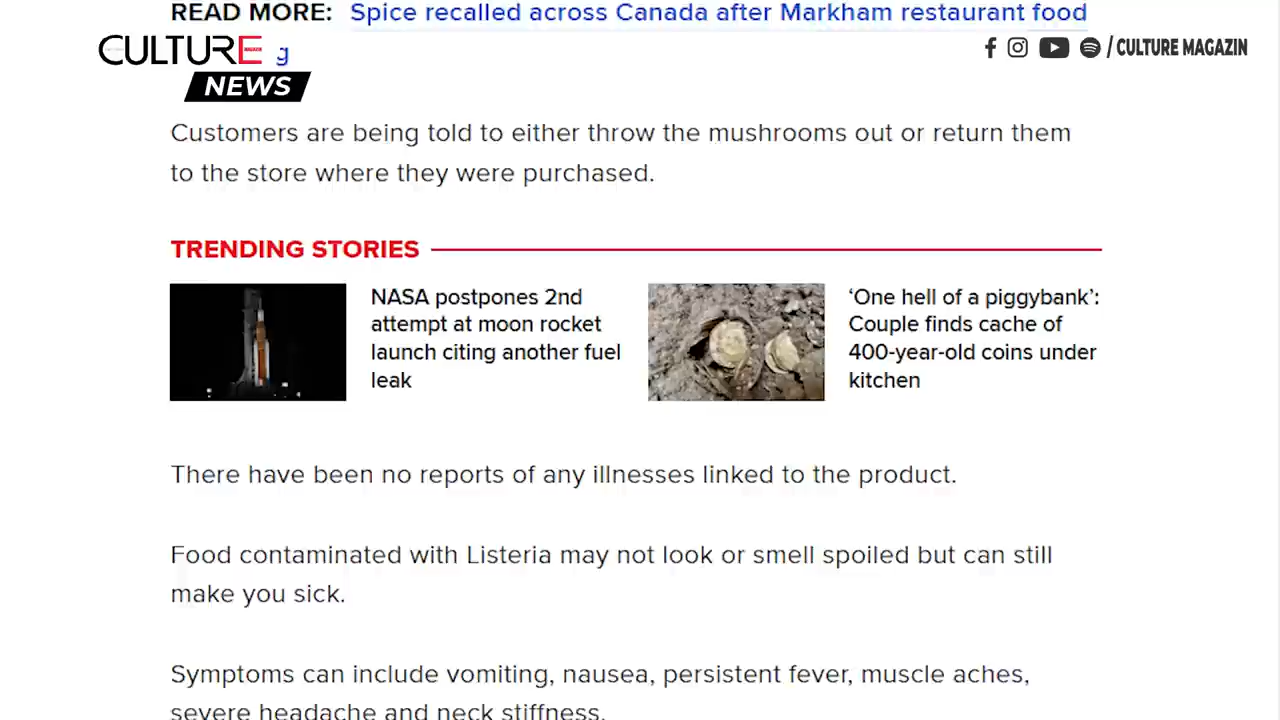 READ MORE: Spice recalled across Canada after Markham restaurant food
CULTURE
g
NEWS
/ CULTURE MAGAZIN
Customers are being told to either throw the mushrooms out or return them
to the store where they were purchased.
TRENDING STORIES
NASA postpones 2nd
attempt at moon rocket
launch citing another fuel
leak
‘One hell of a piggybank’:
Couple finds cache of
400-year-old coins under
kitchen
There have been no reports of any illnesses linked to the product.
Food contaminated with Listeria may not look or smell spoiled but can still
make you sick.
Symptoms can include vomiting, nausea, persistent fever, muscle aches,
severe headache and neck stiffness.